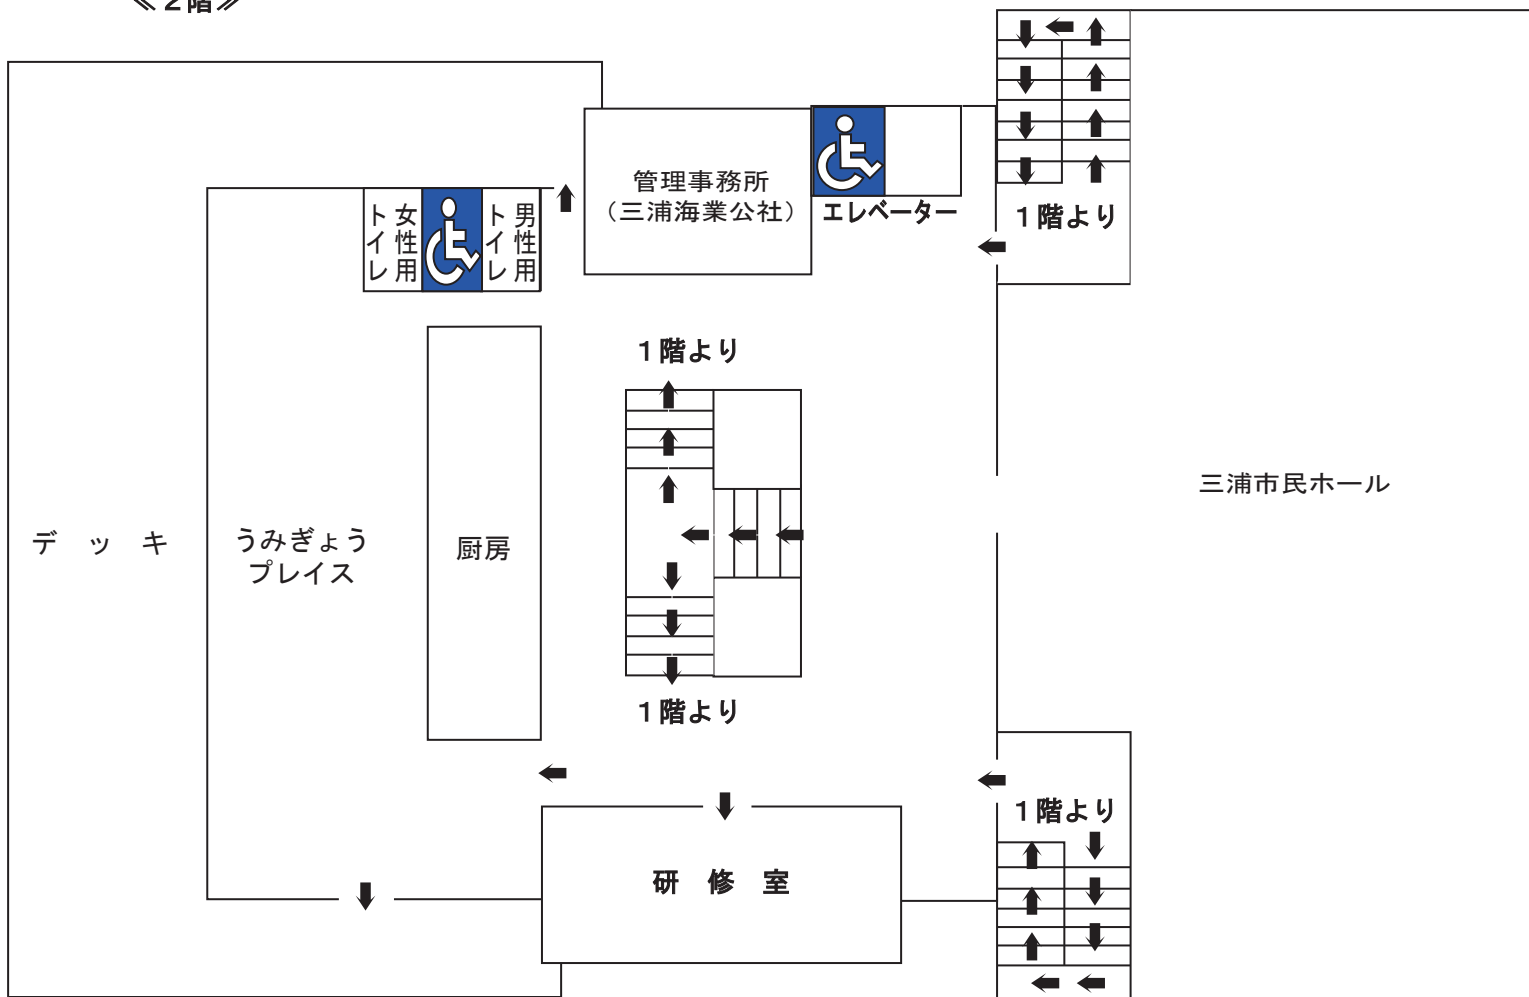 ≪２階≫
管理事務所
（三浦海業公社）
エレベーター
１階より
女性用
トイレ
男性用
トイレ
１階より
三浦市民ホール
デッキ
うみぎょう
プレイス
厨房
１階より
１階より
研修室